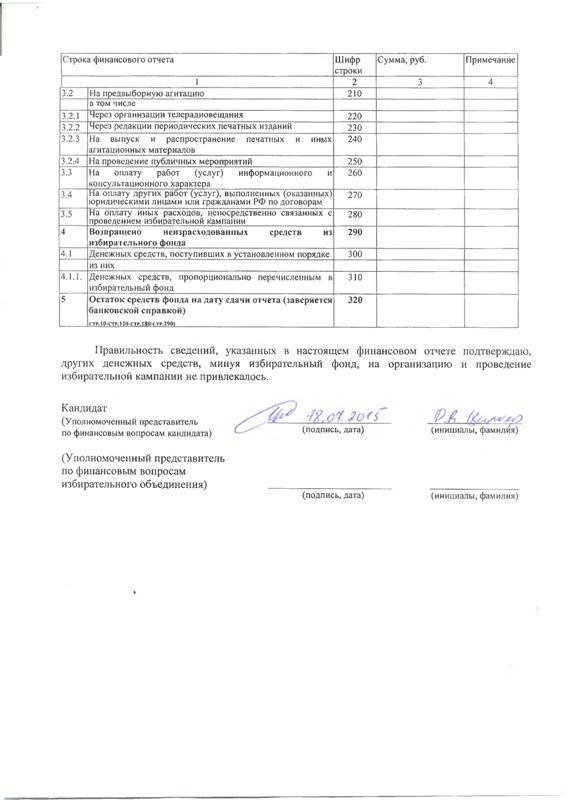 Строка финансового отчета Шифр строки Сумма, руб. Примечание
1 2 3 4
3.2 На предвыборную агитацию 210
в том числе
3.2.1 Через организации телерадиовещания 220
3.2.2 Через редакции периодических печатных изданий 230
3.2.3 На выпуск и распространение печатных и иных 240
агитационных материалов
3.2.4 На проведение публичных мероприятий 250
3.3 На оплату работ (услуг) информационного и 260
консультационного характера
3.4 На оплату других работ (услуг), выполненных (оказанных) 270
юридическими лицами или гражданами РФ по договорам
3.5 На оплату иных расходов, непосредственно связанных с 280
проведением избирательной кампании
4 Возвращено неизрасходованных средств из 290
избирательного фонда
4.1 Денежных средств, поступивших в установленном порядке 300
из них
4.1.1. Денежных средств, пропорционально перечисленным в 310
избирательный фонд
5 Остаток средств фонда на дату сдачи отчета (заверяется 320
банковской справкой)
(стр.10-стр.120-стр.180-стр.290)
Правильность сведений, указанных в настоящем финансовом отчете подтверждаю,
других денежных средств, минуя избирательный фонд, на организацию и проведение
избирательной кампании не привлекалось.
Кандидат
(Уполномоченный представитель 18.07.2015 Р.В.
по финансовым вопросам кандидата) (подпись, дата) (инициалы, фамилия)
(Уполномоченный представитель
по финансовым вопросам
избирательного объединения)
(подпись, дата) (инициалы, фамилия)